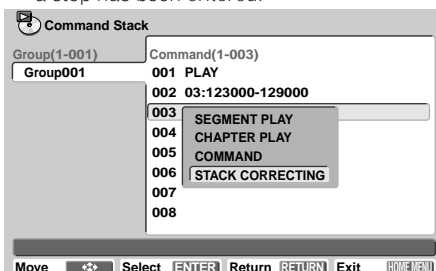 Command Stack
Group(1-001)
Group001
Command(1-003)
001 PLAY
002 03:123000-129000
003
004
005
006
007
008
SEGMENT PLAY
CHAPTER PLAY
COMMAND
STACK CORRECTING
Move Select ENTER Return RETURN Exit HOME MENU